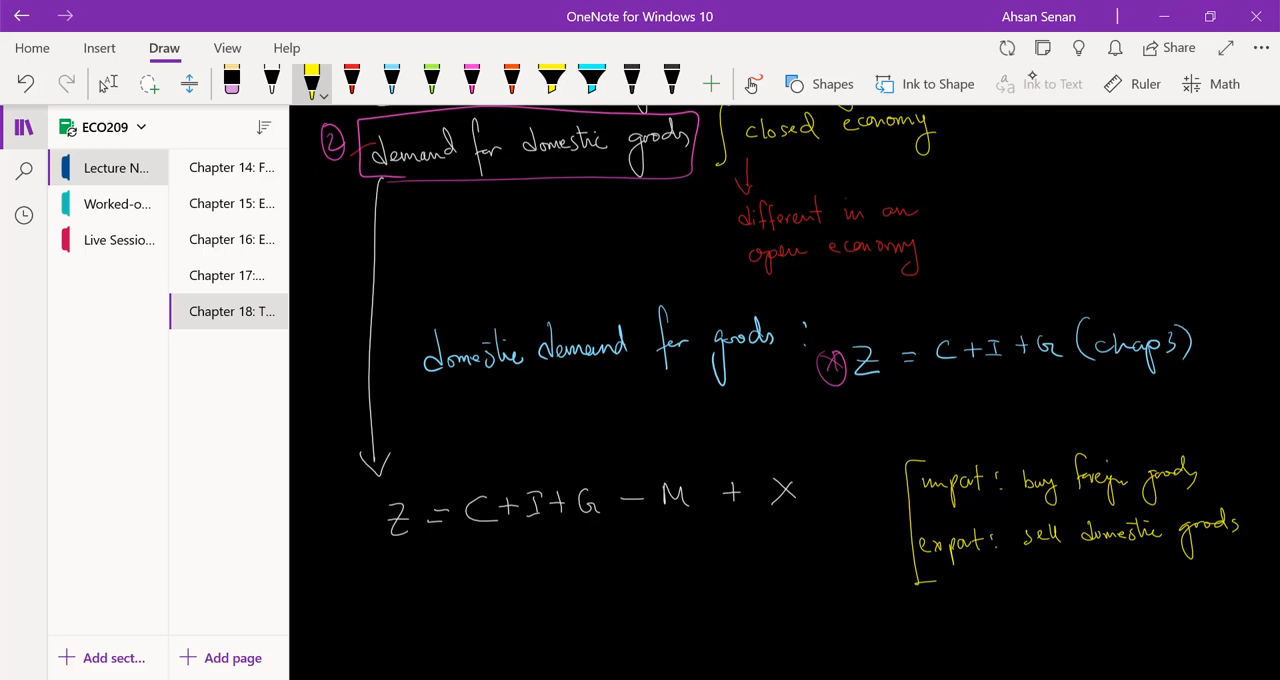 OneNote for Windows 10
Ahsan Senan
Home Insert Draw View Help
Share
Shapes
Ink to Shape
Ink to Text
Ruler
Math
ECO209
Lecture N...
Worked-o...
Live Sessio...
Chapter 14: F...
Chapter 15: E...
Chapter 16: E...
Chapter 17:...
Chapter 18: T...
Add sect...
Add page
② demand for domestic goods
closed economy
different in an
open economy
domestic demand for goods : Z = C+I+G (chap3)
Z = C+I+G - M + X
import : buy foreign goods
export : sell domestic goods